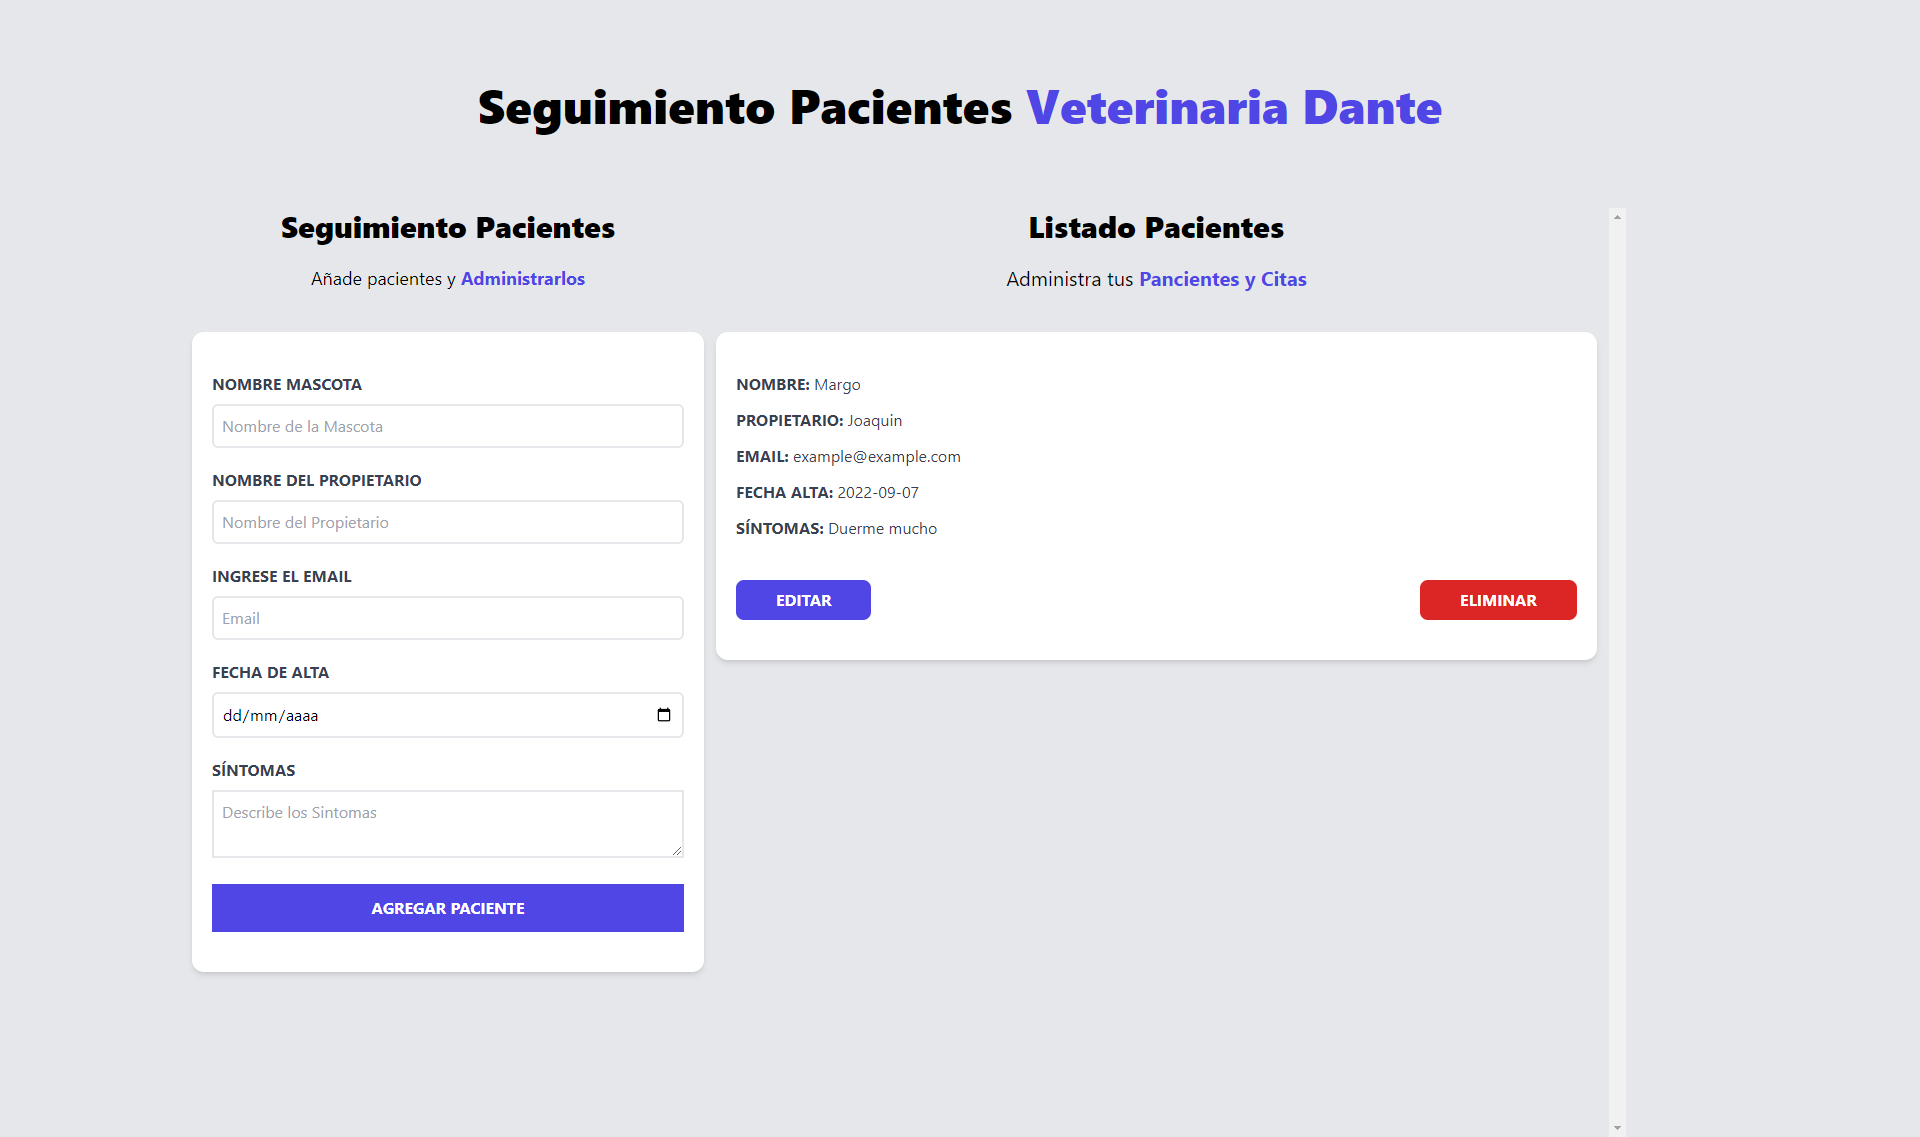 Seguimiento Pacientes Veterinaria Dante
Seguimiento Pacientes
Añade pacientes y Administrarlos
NOMBRE MASCOTA
Nombre de la Mascota
NOMBRE DEL PROPIETARIO
Nombre del Propietario
INGRESE EL EMAIL
Email
FECHA DE ALTA
dd/mm/aaaa
SÍNTOMAS
Describe los Sintomas
AGREGAR PACIENTE
Listado Pacientes
Administra tus Pancientes y Citas
NOMBRE: Margo
PROPIETARIO: Joaquin
EMAIL: example@example.com
FECHA ALTA: 2022-09-07
SÍNTOMAS: Duerme mucho
EDITAR
ELIMINAR